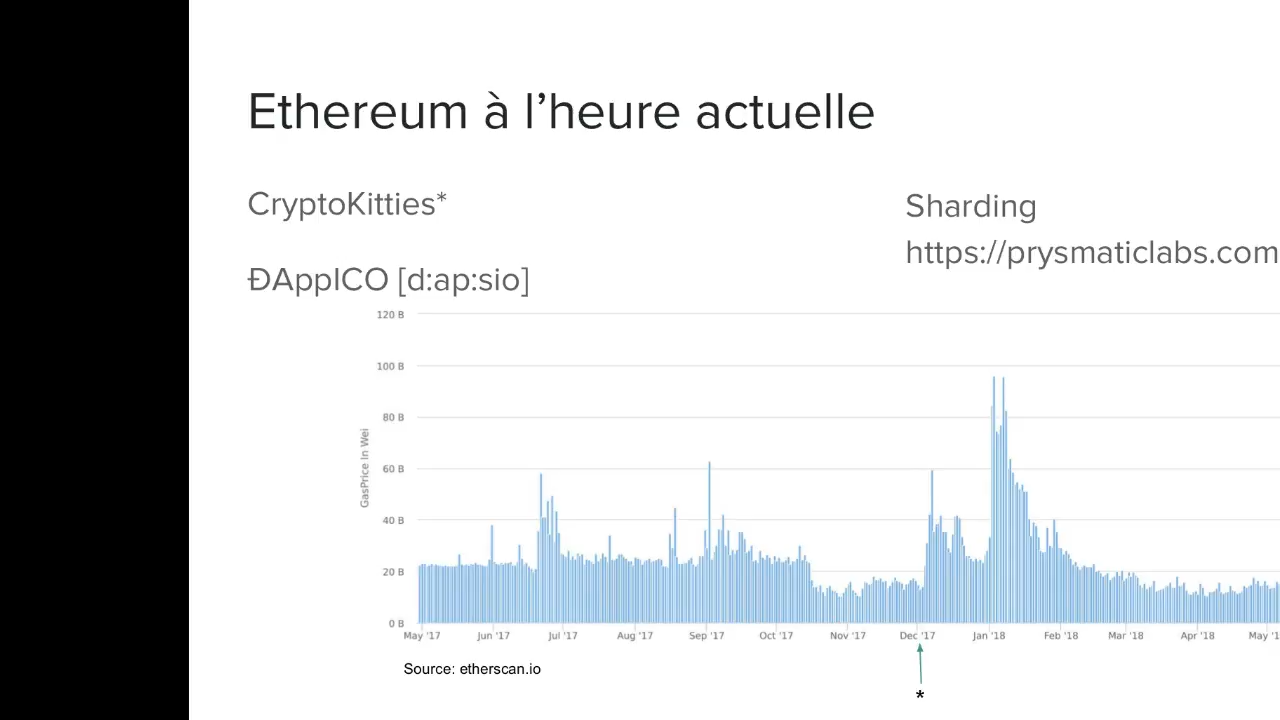 Ethereum à l’heure actuelle
CryptoKitties*
ĐAppICO [d:ap:sio]
Sharding
https://prysmaticlabs.com
120 B
100 B
80 B
60 B
40 B
20 B
0 B
GasPrice In Wei
May '17 Jun '17 Jul '17 Aug '17 Sep '17 Oct '17 Nov '17 Dec '17 Jan '18 Feb '18 Mar '18 Apr '18 May '1
Source: etherscan.io
*